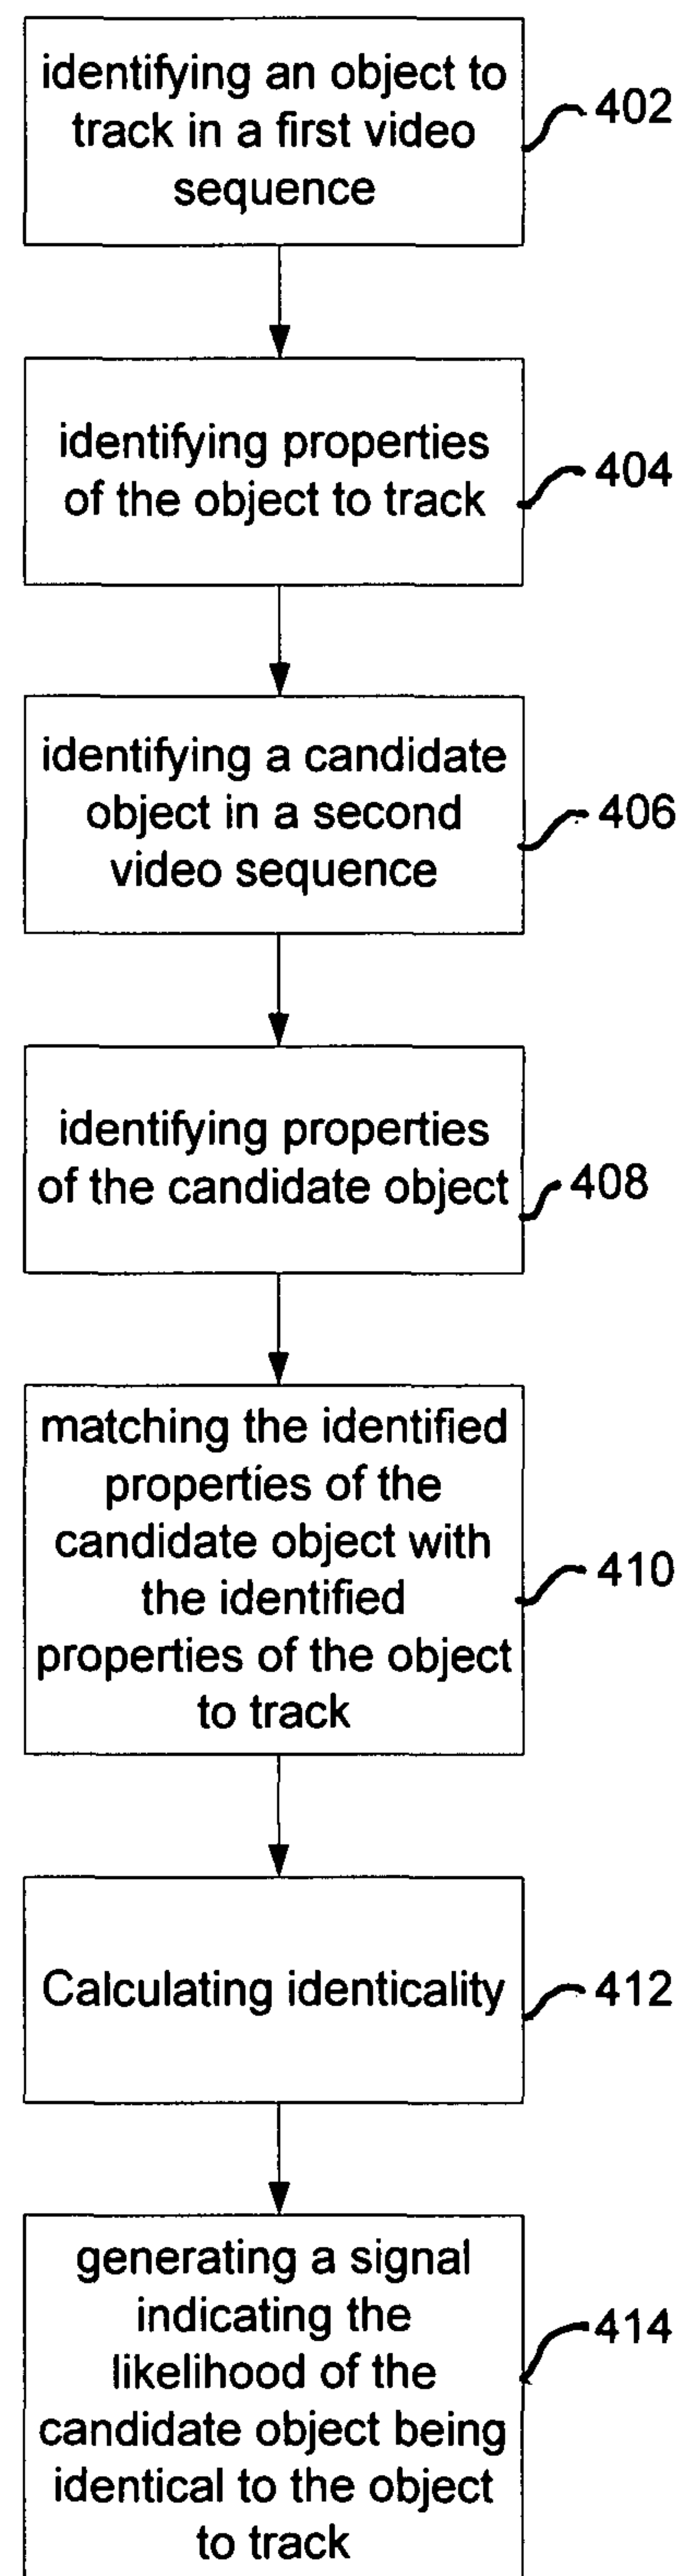 identifying an object to
track in a first video
sequence
402
identifying properties
of the object to track
404
identifying a candidate
object in a second
video sequence
406
identifying properties
of the candidate object
408
matching the identified
properties of the
candidate object with
the identified
properties of the object
to track
410
Calculating identicality
412
generating a signal
indicating the
likelihood of the
candidate object being
identical to the object
to track
414